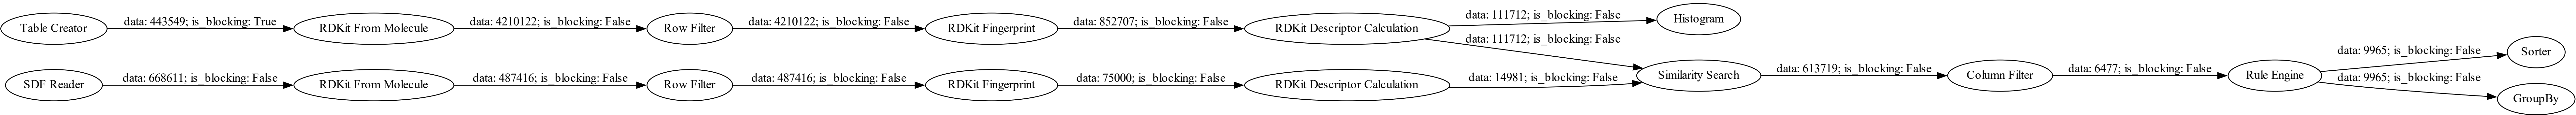 Table Creator
data: 443549; is_blocking: True
RDKit From Molecule
data: 4210122; is_blocking: False
Row Filter
data: 4210122; is_blocking: False
RDKit Fingerprint
data: 852707; is_blocking: False
RDKit Descriptor Calculation
data: 111712; is_blocking: False
Histogram
data: 111712; is_blocking: False
SDF Reader
data: 668611; is_blocking: False
RDKit From Molecule
data: 487416; is_blocking: False
Row Filter
data: 487416; is_blocking: False
RDKit Fingerprint
data: 75000; is_blocking: False
RDKit Descriptor Calculation
data: 14981; is_blocking: False
Similarity Search
data: 613719; is_blocking: False
Column Filter
data: 6477; is_blocking: False
Rule Engine
data: 9965; is_blocking: False
Sorter
data: 9965; is_blocking: False
GroupBy